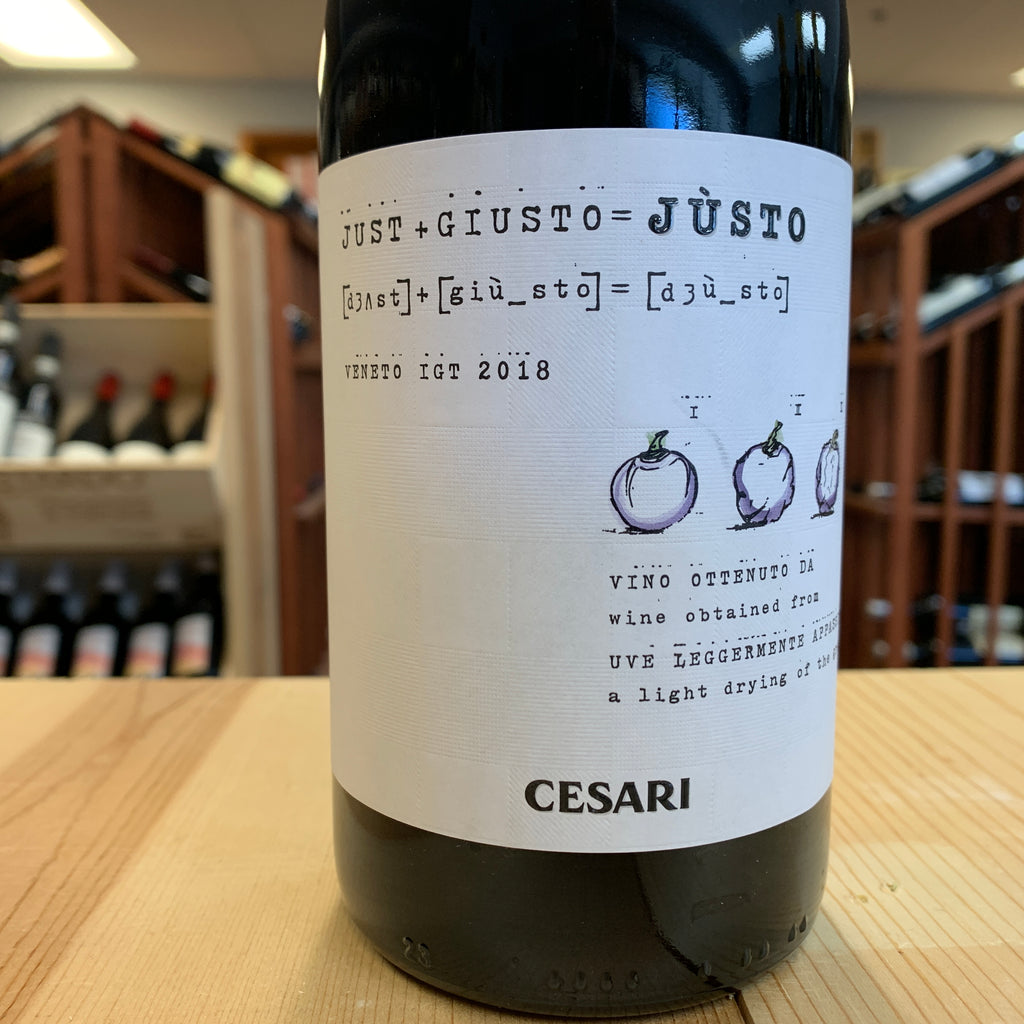 JUST + GIUSTO = JÙSTO
[dʒʌst] + [giù_sto] = [dʒù_sto]
VENETO IGT 2018
I I I
VINO OTTENUTO DA
wine obtained from
UVE LEGGERMENTE
a light drying of the
CESARI